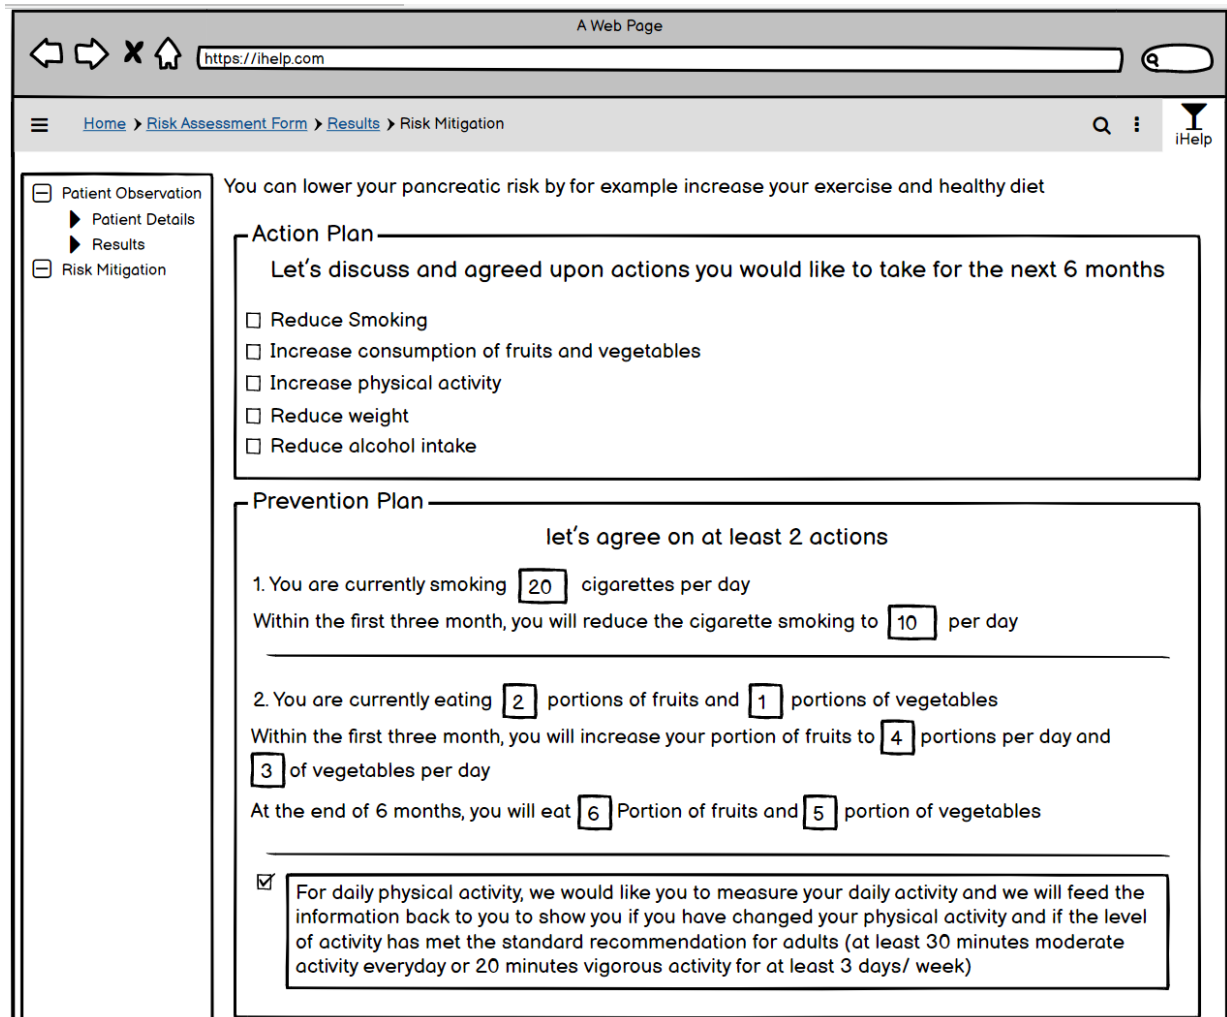 A Web Page
https://ihelp.com
Home > Risk Assessment Form > Results > Risk Mitigation
iHelp
Patient Observation
Patient Details
Results
Risk Mitigation
You can lower your pancreatic risk by for example increase your exercise and healthy diet
Action Plan
Let's discuss and agreed upon actions you would like to take for the next 6 months
Reduce Smoking
Increase consumption of fruits and vegetables
Increase physical activity
Reduce weight
Reduce alcohol intake
Prevention Plan
let's agree on at least 2 actions
1. You are currently smoking 20 cigarettes per day
Within the first three month, you will reduce the cigarette smoking to 10 per day
2. You are currently eating 2 portions of fruits and 1 portions of vegetables
Within the first three month, you will increase your portion of fruits to 4 portions per day and
3 of vegetables per day
At the end of 6 months, you will eat 6 Portion of fruits and 5 portion of vegetables
For daily physical activity, we would like you to measure your daily activity and we will feed the
information back to you to show you if you have changed your physical activity and if the level
of activity has met the standard recommendation for adults (at least 30 minutes moderate
activity everyday or 20 minutes vigorous activity for at least 3 days/ week)